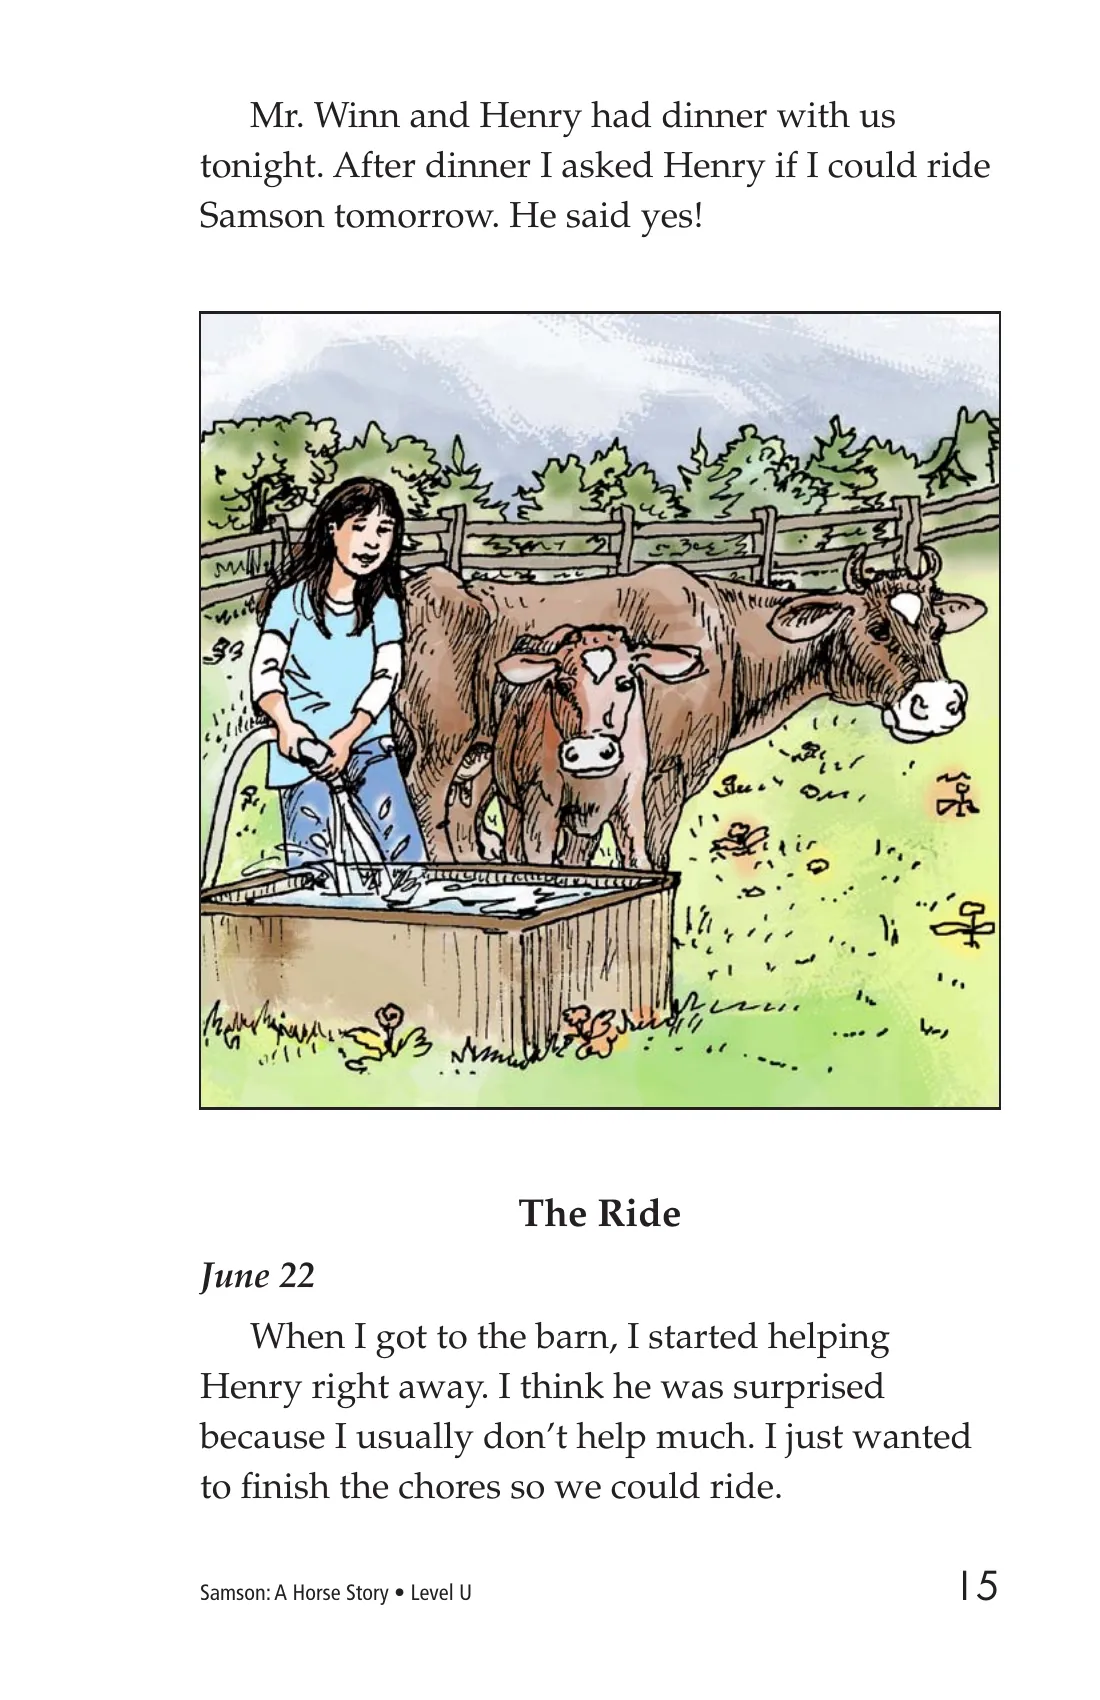 Mr. Winn and Henry had dinner with us
tonight. After dinner I asked Henry if I could ride
Samson tomorrow. He said yes!
The Ride
June 22
When I got to the barn, I started helping
Henry right away. I think he was surprised
because I usually don’t help much. I just wanted
to finish the chores so we could ride.
Samson: A Horse Story • Level U
15